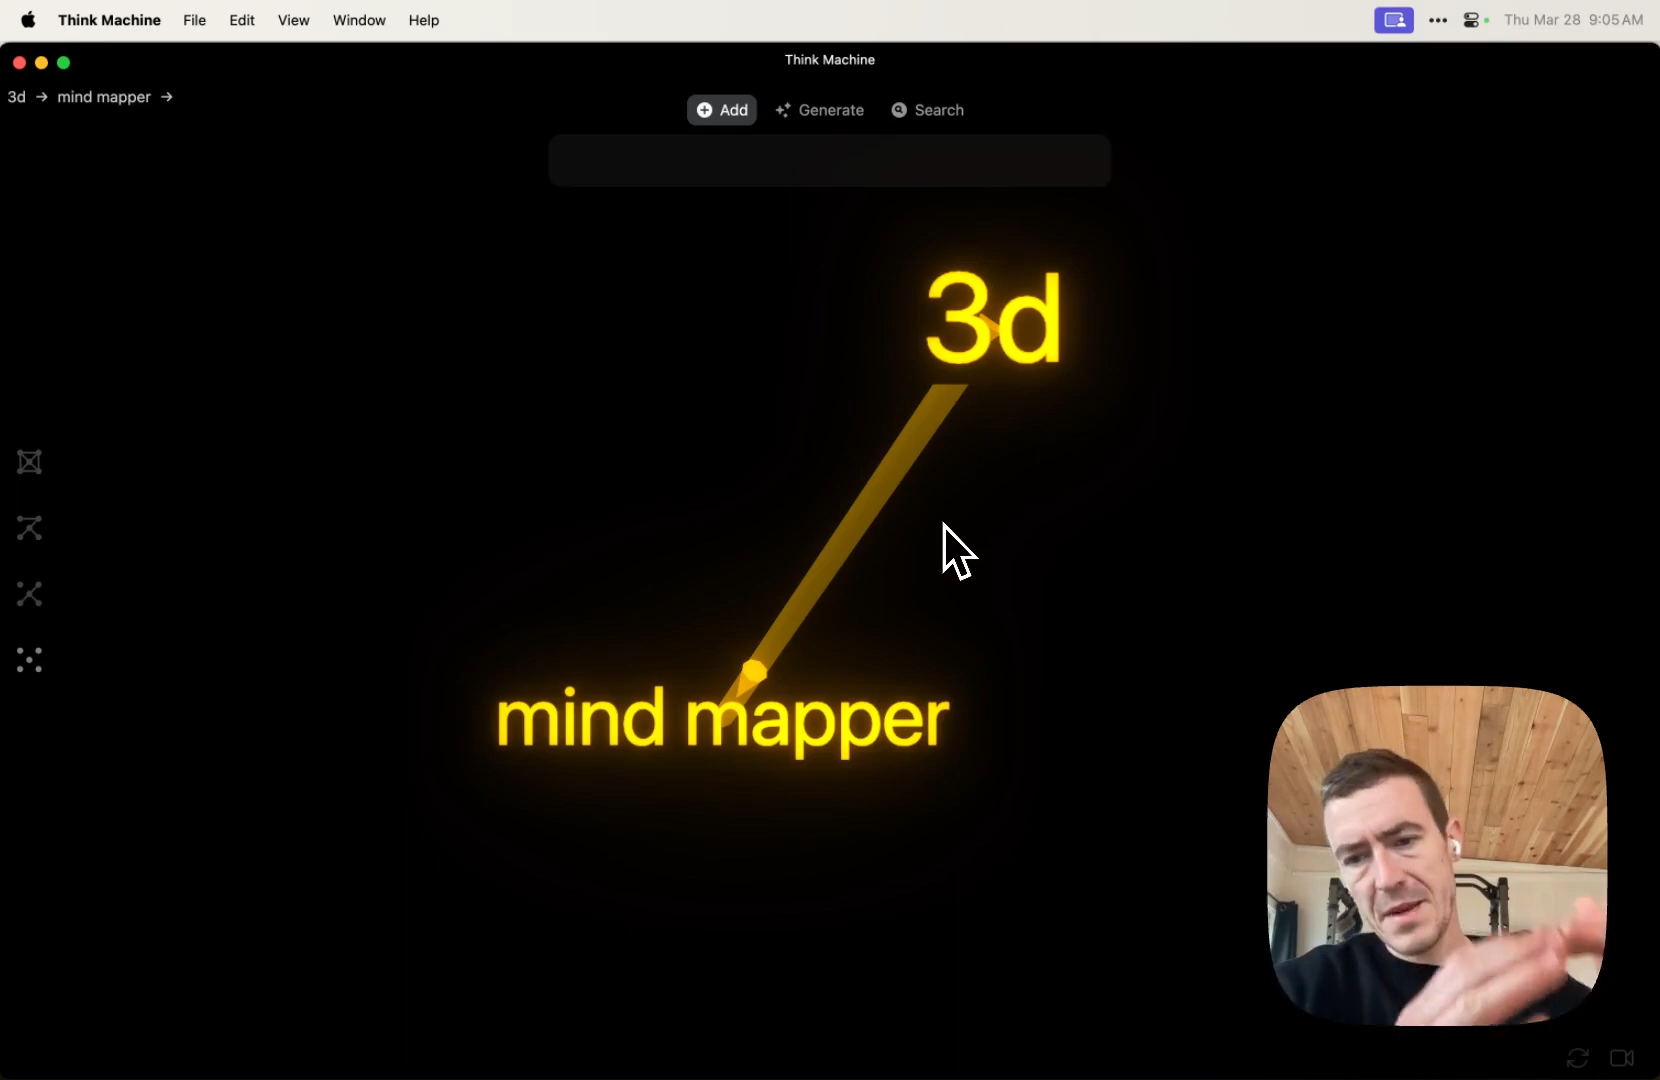 Think Machine File Edit View Window Help Thu Mar 28 9:05 AM
Think Machine
3d → mind mapper →
Add Generate Search
3d
mind mapper